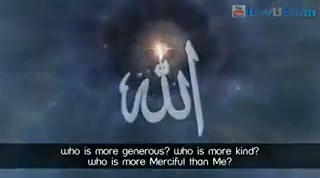 الله
who is more generous? who is more kind?
who is more Merciful than Me?